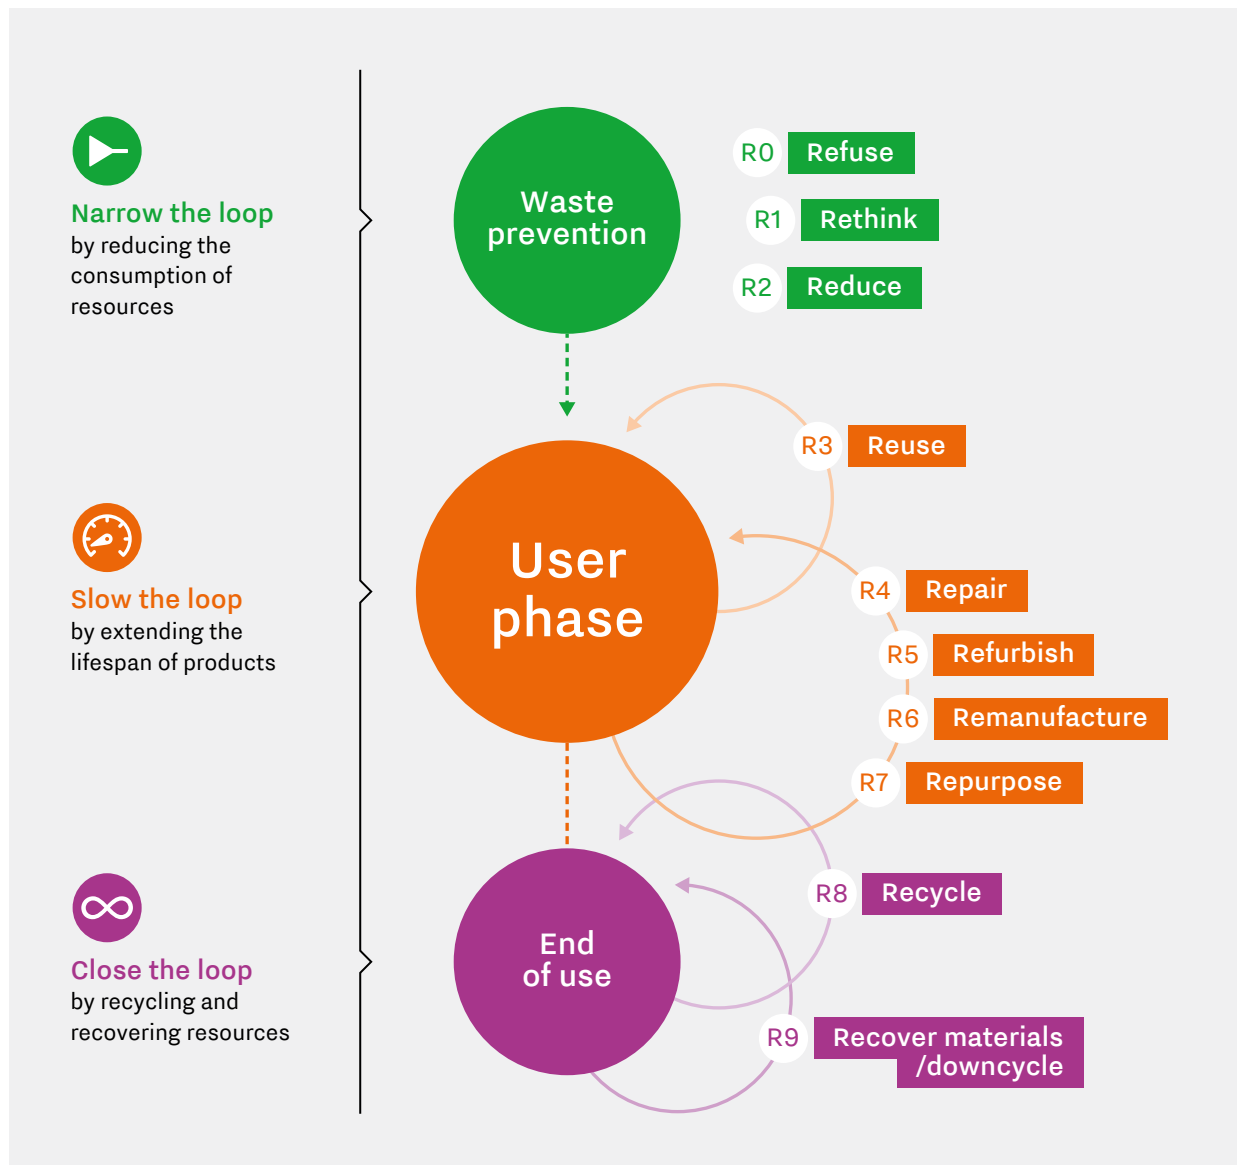 Narrow the loop
by reducing the
consumption of
resources
Waste
prevention
R0 Refuse
R1 Rethink
R2 Reduce
Slow the loop
by extending the
lifespan of products
User
phase
R3 Reuse
R4 Repair
R5 Refurbish
R6 Remanufacture
R7 Repurpose
Close the loop
by recycling and
recovering resources
End
of use
R8 Recycle
R9 Recover materials
/downcycle